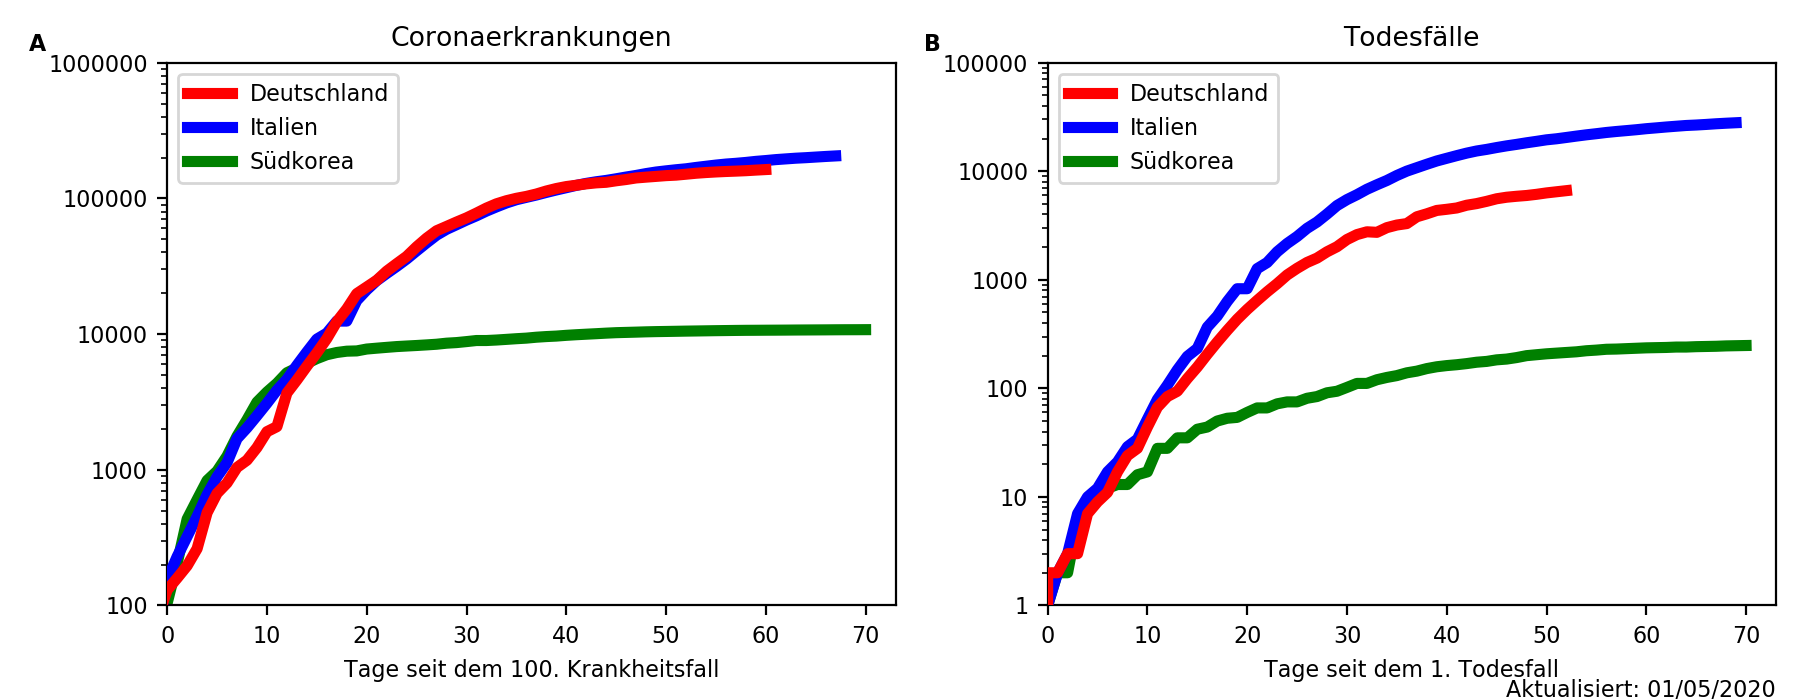 A
Coronaerkrankungen
1000000
100000
10000
1000
100
Deutschland
Italien
Südkorea
0 10 20 30 40 50 60 70
Tage seit dem 100. Krankheitsfall
B
Todesfälle
100000
10000
1000
100
10
1
Deutschland
Italien
Südkorea
0 10 20 30 40 50 60 70
Tage seit dem 1. Todesfall
Aktualisiert: 01/05/2020